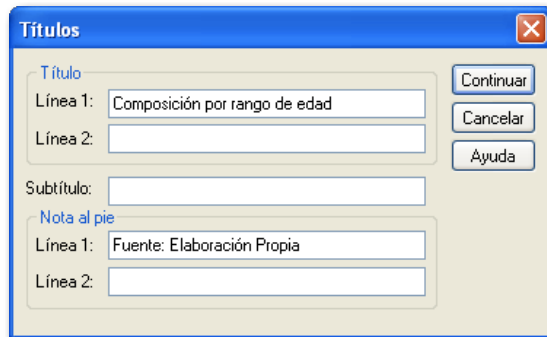 Títulos
Título
Línea 1: Composición por rango de edad
Línea 2:
Subtítulo:
Nota al pie
Línea 1: Fuente: Elaboración Propia
Línea 2:
Continuar
Cancelar
Ayuda